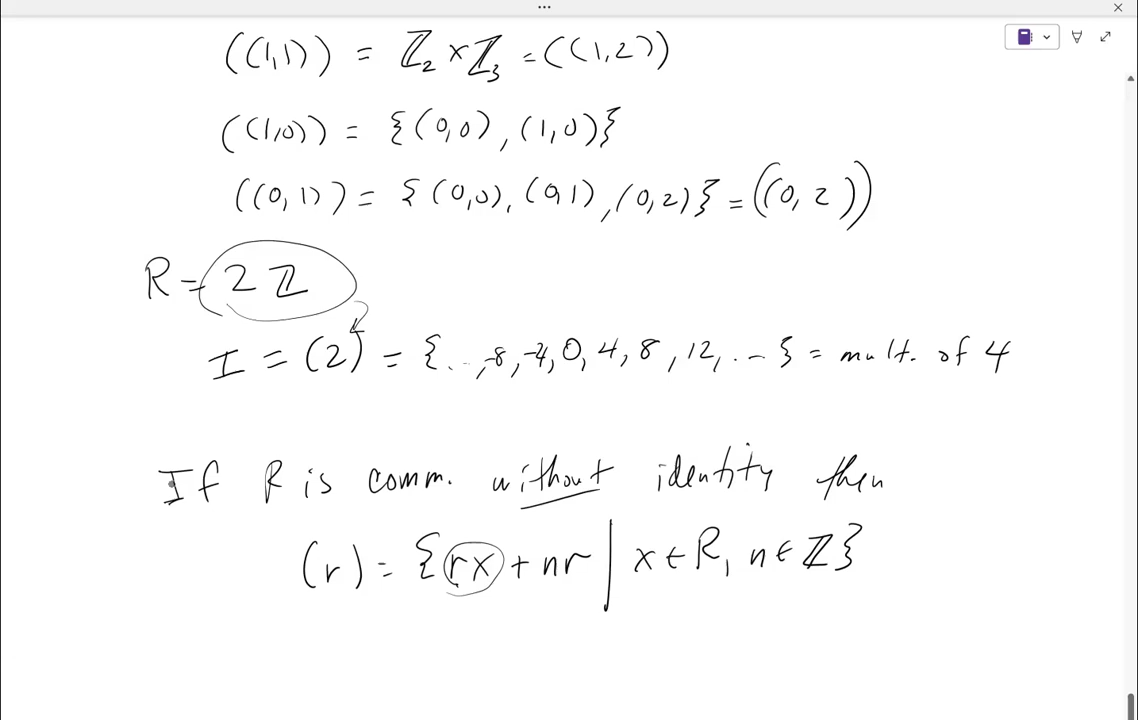 ((1,1)) = ℤ₂ × ℤ₃ = ((1,2))
((1,0)) = {(0,0), (1,0)}
((0,1)) = {(0,0), (0,1), (0,2)} = ((0,2))
R = 2ℤ
I = (2) = {..., -8, -4, 0, 4, 8, 12, ...} = mult. of 4
If R is comm. without identity then
(r) = {rx + nr | x ∈ R, n ∈ ℤ}